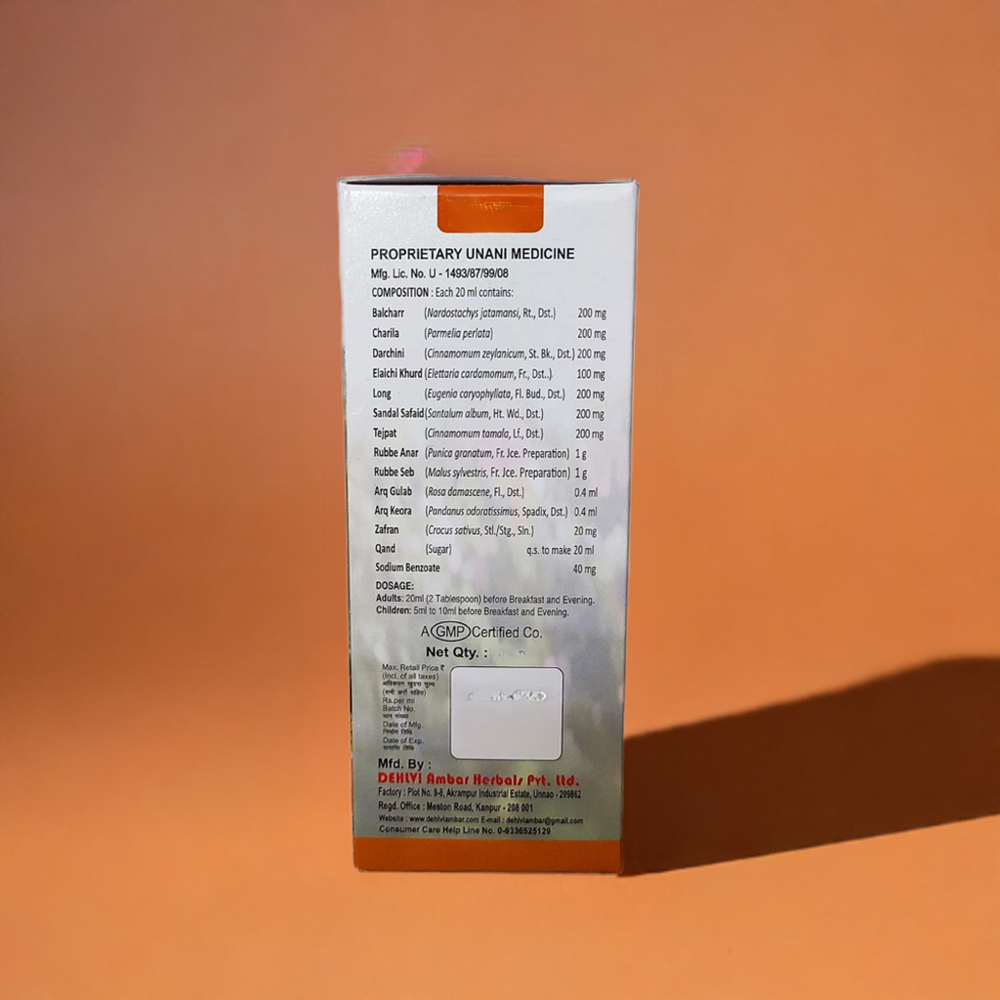 PROPRIETARY UNANI MEDICINE
Mfg. Lic. No. U - 1493/87/99/08
COMPOSITION : Each 20 ml contains:
Balcharr (Nardostachys jatamansi, Rt., Dst.) 200 mg
Charila (Parmelia perlata) 200 mg
Darchini (Cinnamomum zeylanicum, St. Bk., Dst.) 200 mg
Elaichi Khurd (Elettaria cardamomum, Fr., Dst..) 100 mg
Long (Eugenia caryophyllata, Fl. Bud., Dst.) 200 mg
Sandal Safaid (Santalum album, Ht. Wd., Dst.) 200 mg
Tejpat (Cinnamomum tamala, Lf., Dst.) 200 mg
Rubbe Anar (Punica granatum, Fr. Jce. Preparation) 1 g
Rubbe Seb (Malus sylvestris, Fr. Jce. Preparation) 1 g
Arq Gulab (Rosa damascene, Fl., Dst.) 0.4 ml
Arq Keora (Pandanus odoratissimus, Spadix, Dst.) 0.4 ml
Zafran (Crocus sativus, Stl./Stg., Sln.) 20 mg
Qand (Sugar) q.s. to make 20 ml
Sodium Benzoate 40 mg
DOSAGE:
Adults: 20ml (2 Tablespoon) before Breakfast and Evening.
Children: 5ml to 10ml before Breakfast and Evening.
A GMP Certified Co.
Net Qty. :
Max. Retail Price ₹
(Incl. of all taxes)
अधिकतम खुदरा मूल्य
(सभी करों सहित)
Rs.per ml
Batch No.
Date of Mfg.
निर्माण तिथि
Date of Exp.
समाप्ति तिथि
Mfd. By :
DEHLVI Ambar Herbals Pvt. Ltd.
Factory : Plot No. 9-8, Akrampur Industrial Estate, Unnao - 299862
Regd. Office : Meston Road, Kanpur - 208 001
Website : www.dehlviambar.com E-mail : dehlviambar@gmail.com
Consumer Care Help Line No. 0-9336525129